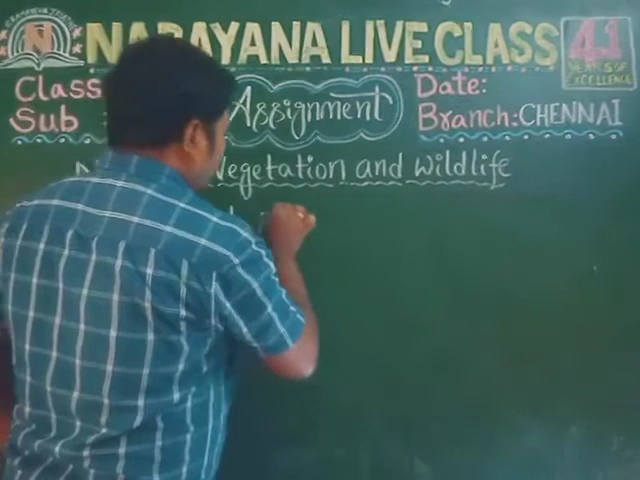 NARAYANA LIVE CLASS
41
YEARS OF
EXCELLENCE
N
Class
Assignment
Date:
Sub :
Branch: CHENNAI
Vegetation and Wildlife